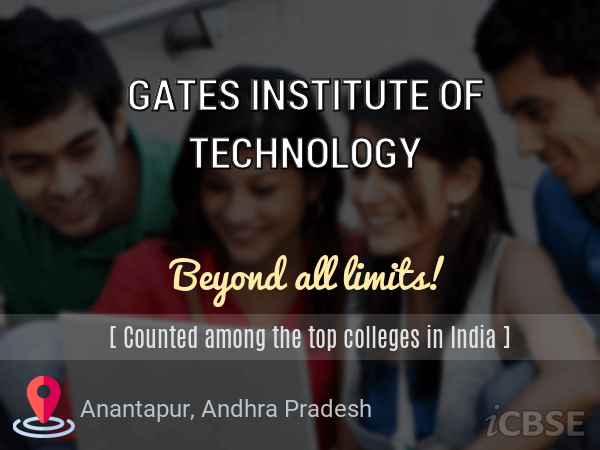 GATES INSTITUTE OF
TECHNOLOGY
Beyond all limits!
[ Counted among the top colleges in India ]
Anantapur, Andhra Pradesh
iCBSE